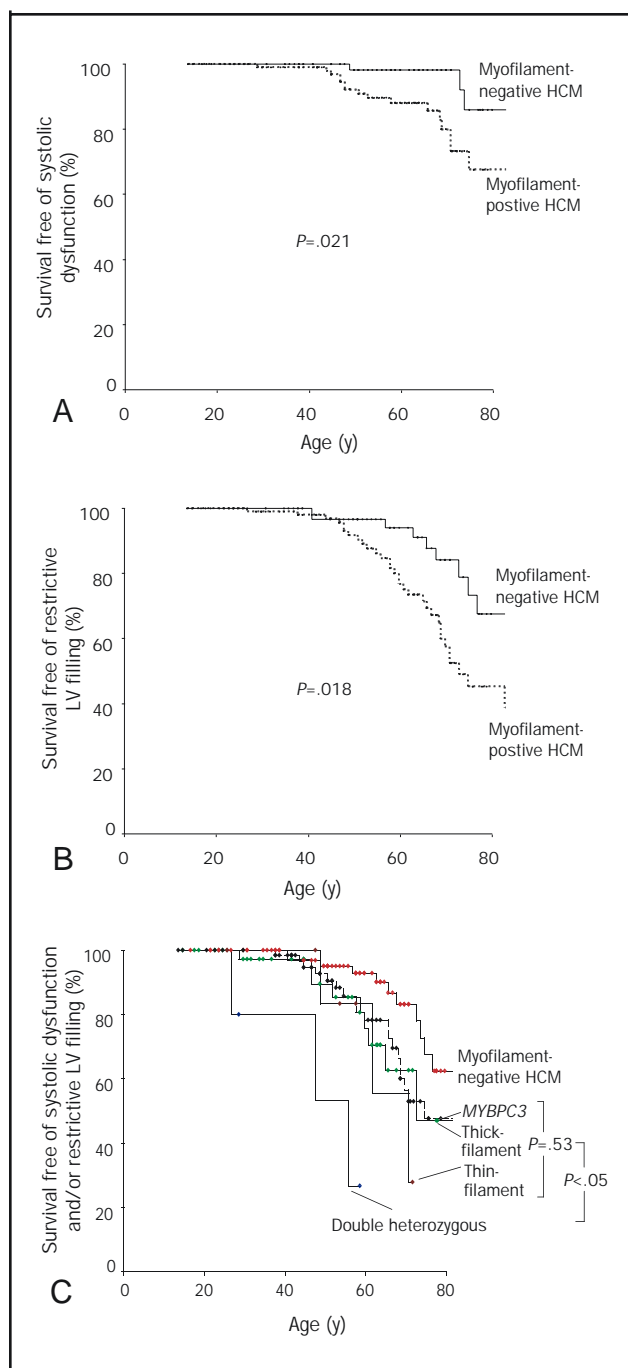 100
80
60
40
20
0
Survival free of systolic
dysfunction (%)
Myofilament-
negative HCM
Myofilament-
postive HCM
P=.021
A
0 20 40 60 80
Age (y)
100
80
60
40
20
0
Survival free of restrictive
LV filling (%)
Myofilament-
negative HCM
P=.018
Myofilament-
postive HCM
B
0 20 40 60 80
Age (y)
100
80
60
40
20
0
Survival free of systolic dysfunction
and/or restrictive LV filling (%)
Myofilament-
negative HCM
MYBPC3
Thick-
filament
P=.53
Thin-
filament
P<.05
Double heterozygous
C
0 20 40 60 80
Age (y)